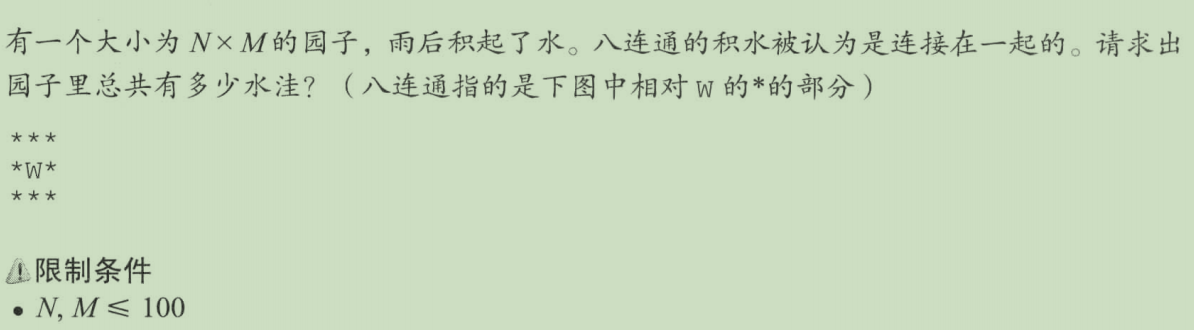 有一个大小为 N×M 的园子，雨后积起了水。八连通的积水被认为是连接在一起的。请求出
园子里总共有多少水洼？（八连通指的是下图中相对 W 的*的部分）
***
*W*
***
限制条件
• N, M ≤ 100